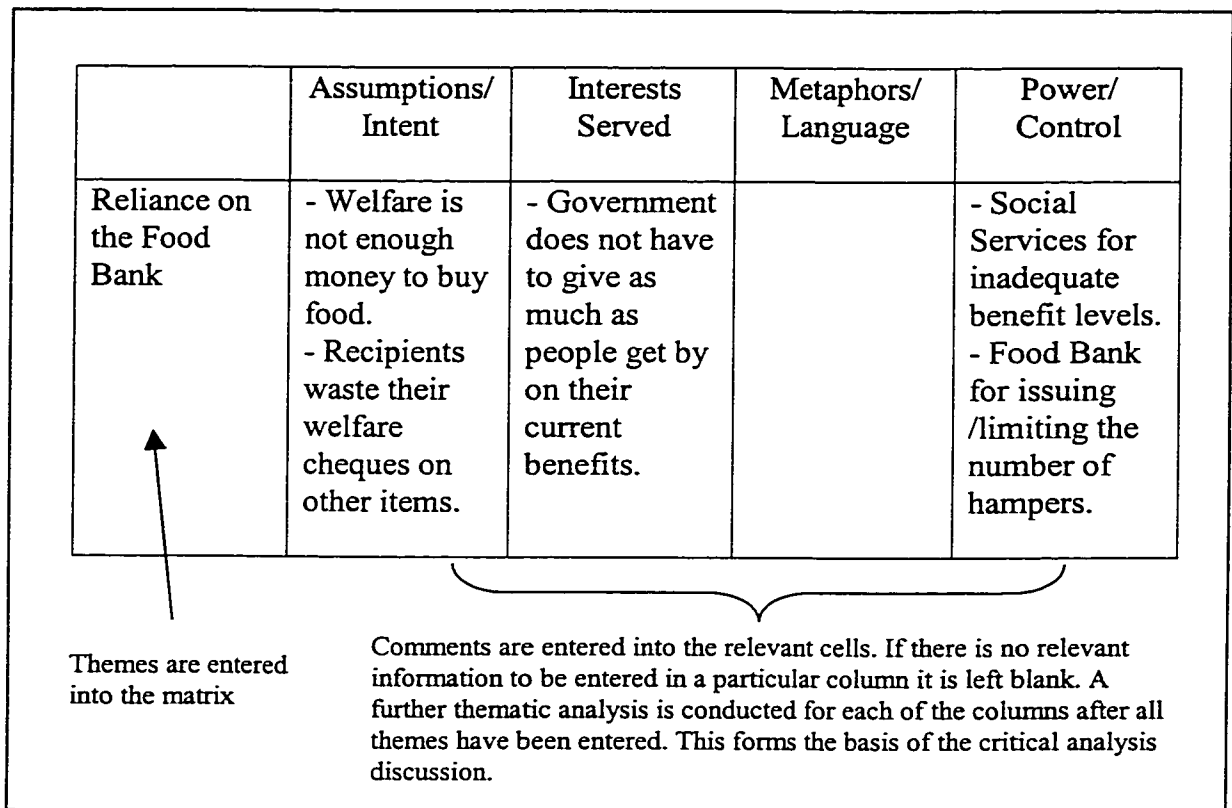 Assumptions/
Intent
Interests
Served
Metaphors/
Language
Power/
Control
Reliance on
the Food
Bank
- Welfare is
not enough
money to buy
food.
- Recipients
waste their
welfare
cheques on
other items.
- Government
does not have
to give as
much as
people get by
on their
current
benefits.
- Social
Services for
inadequate
benefit levels.
- Food Bank
for issuing
/limiting the
number of
hampers.
Themes are entered
into the matrix
Comments are entered into the relevant cells. If there is no relevant
information to be entered in a particular column it is left blank. A
further thematic analysis is conducted for each of the columns after all
themes have been entered. This forms the basis of the critical analysis
discussion.